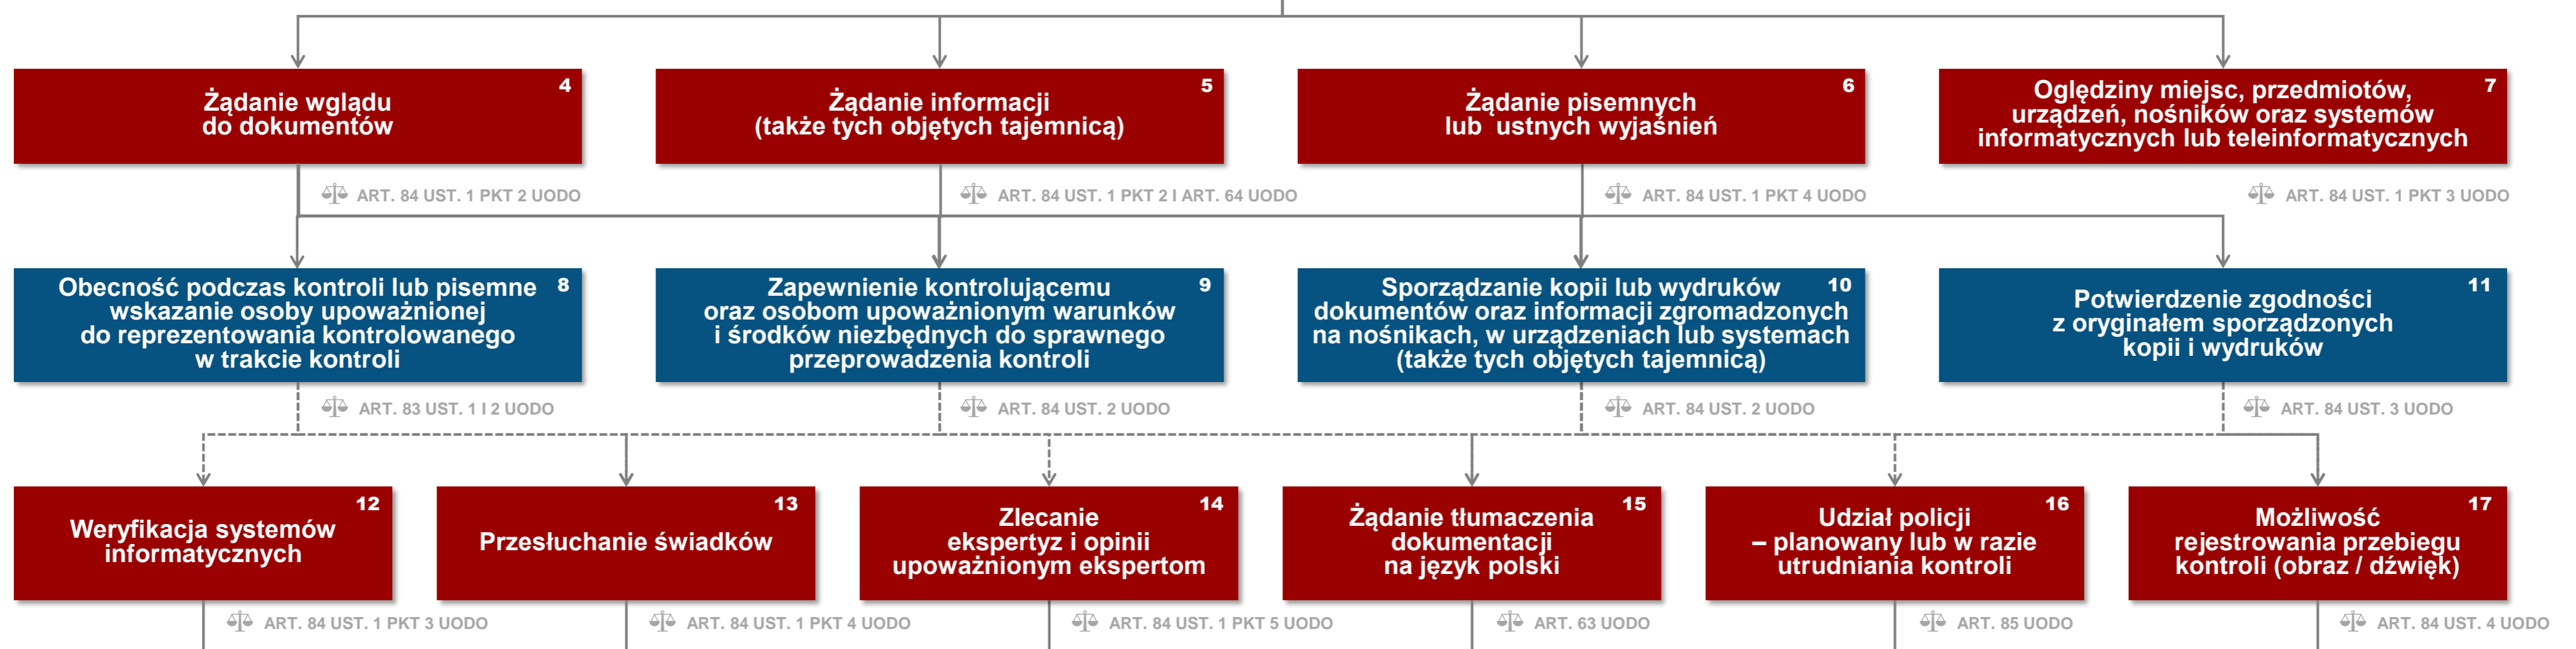 4
Żądanie wglądu
do dokumentów
5
Żądanie informacji
(także tych objętych tajemnicą)
6
Żądanie pisemnych
lub  ustnych wyjaśnień
7
Oględziny miejsc, przedmiotów,
urządzeń, nośników oraz systemów
informatycznych lub teleinformatycznych
ART. 84 UST. 1 PKT 2 UODO
ART. 84 UST. 1 PKT 2 I ART. 64 UODO
ART. 84 UST. 1 PKT 4 UODO
ART. 84 UST. 1 PKT 3 UODO
8
Obecność podczas kontroli lub pisemne
wskazanie osoby upoważnionej
do reprezentowania kontrolowanego
w trakcie kontroli
9
Zapewnienie kontrolującemu
oraz osobom upoważnionym warunków
i środków niezbędnych do sprawnego
przeprowadzenia kontroli
10
Sporządzanie kopii lub wydruków
dokumentów oraz informacji zgromadzonych
na nośnikach, w urządzeniach lub systemach
(także tych objętych tajemnicą)
11
Potwierdzenie zgodności
z oryginałem sporządzonych
kopii i wydruków
ART. 83 UST. 1 I 2 UODO
ART. 84 UST. 2 UODO
ART. 84 UST. 2 UODO
ART. 84 UST. 3 UODO
12
Weryfikacja systemów
informatycznych
13
Przesłuchanie świadków
14
Zlecanie
ekspertyz i opinii
upoważnionym ekspertom
15
Żądanie tłumaczenia
dokumentacji
na język polski
16
Udział policji
– planowany lub w razie
utrudniania kontroli
17
Możliwość
rejestrowania przebiegu
kontroli (obraz / dźwięk)
ART. 84 UST. 1 PKT 3 UODO
ART. 84 UST. 1 PKT 4 UODO
ART. 84 UST. 1 PKT 5 UODO
ART. 63 UODO
ART. 85 UODO
ART. 84 UST. 4 UODO